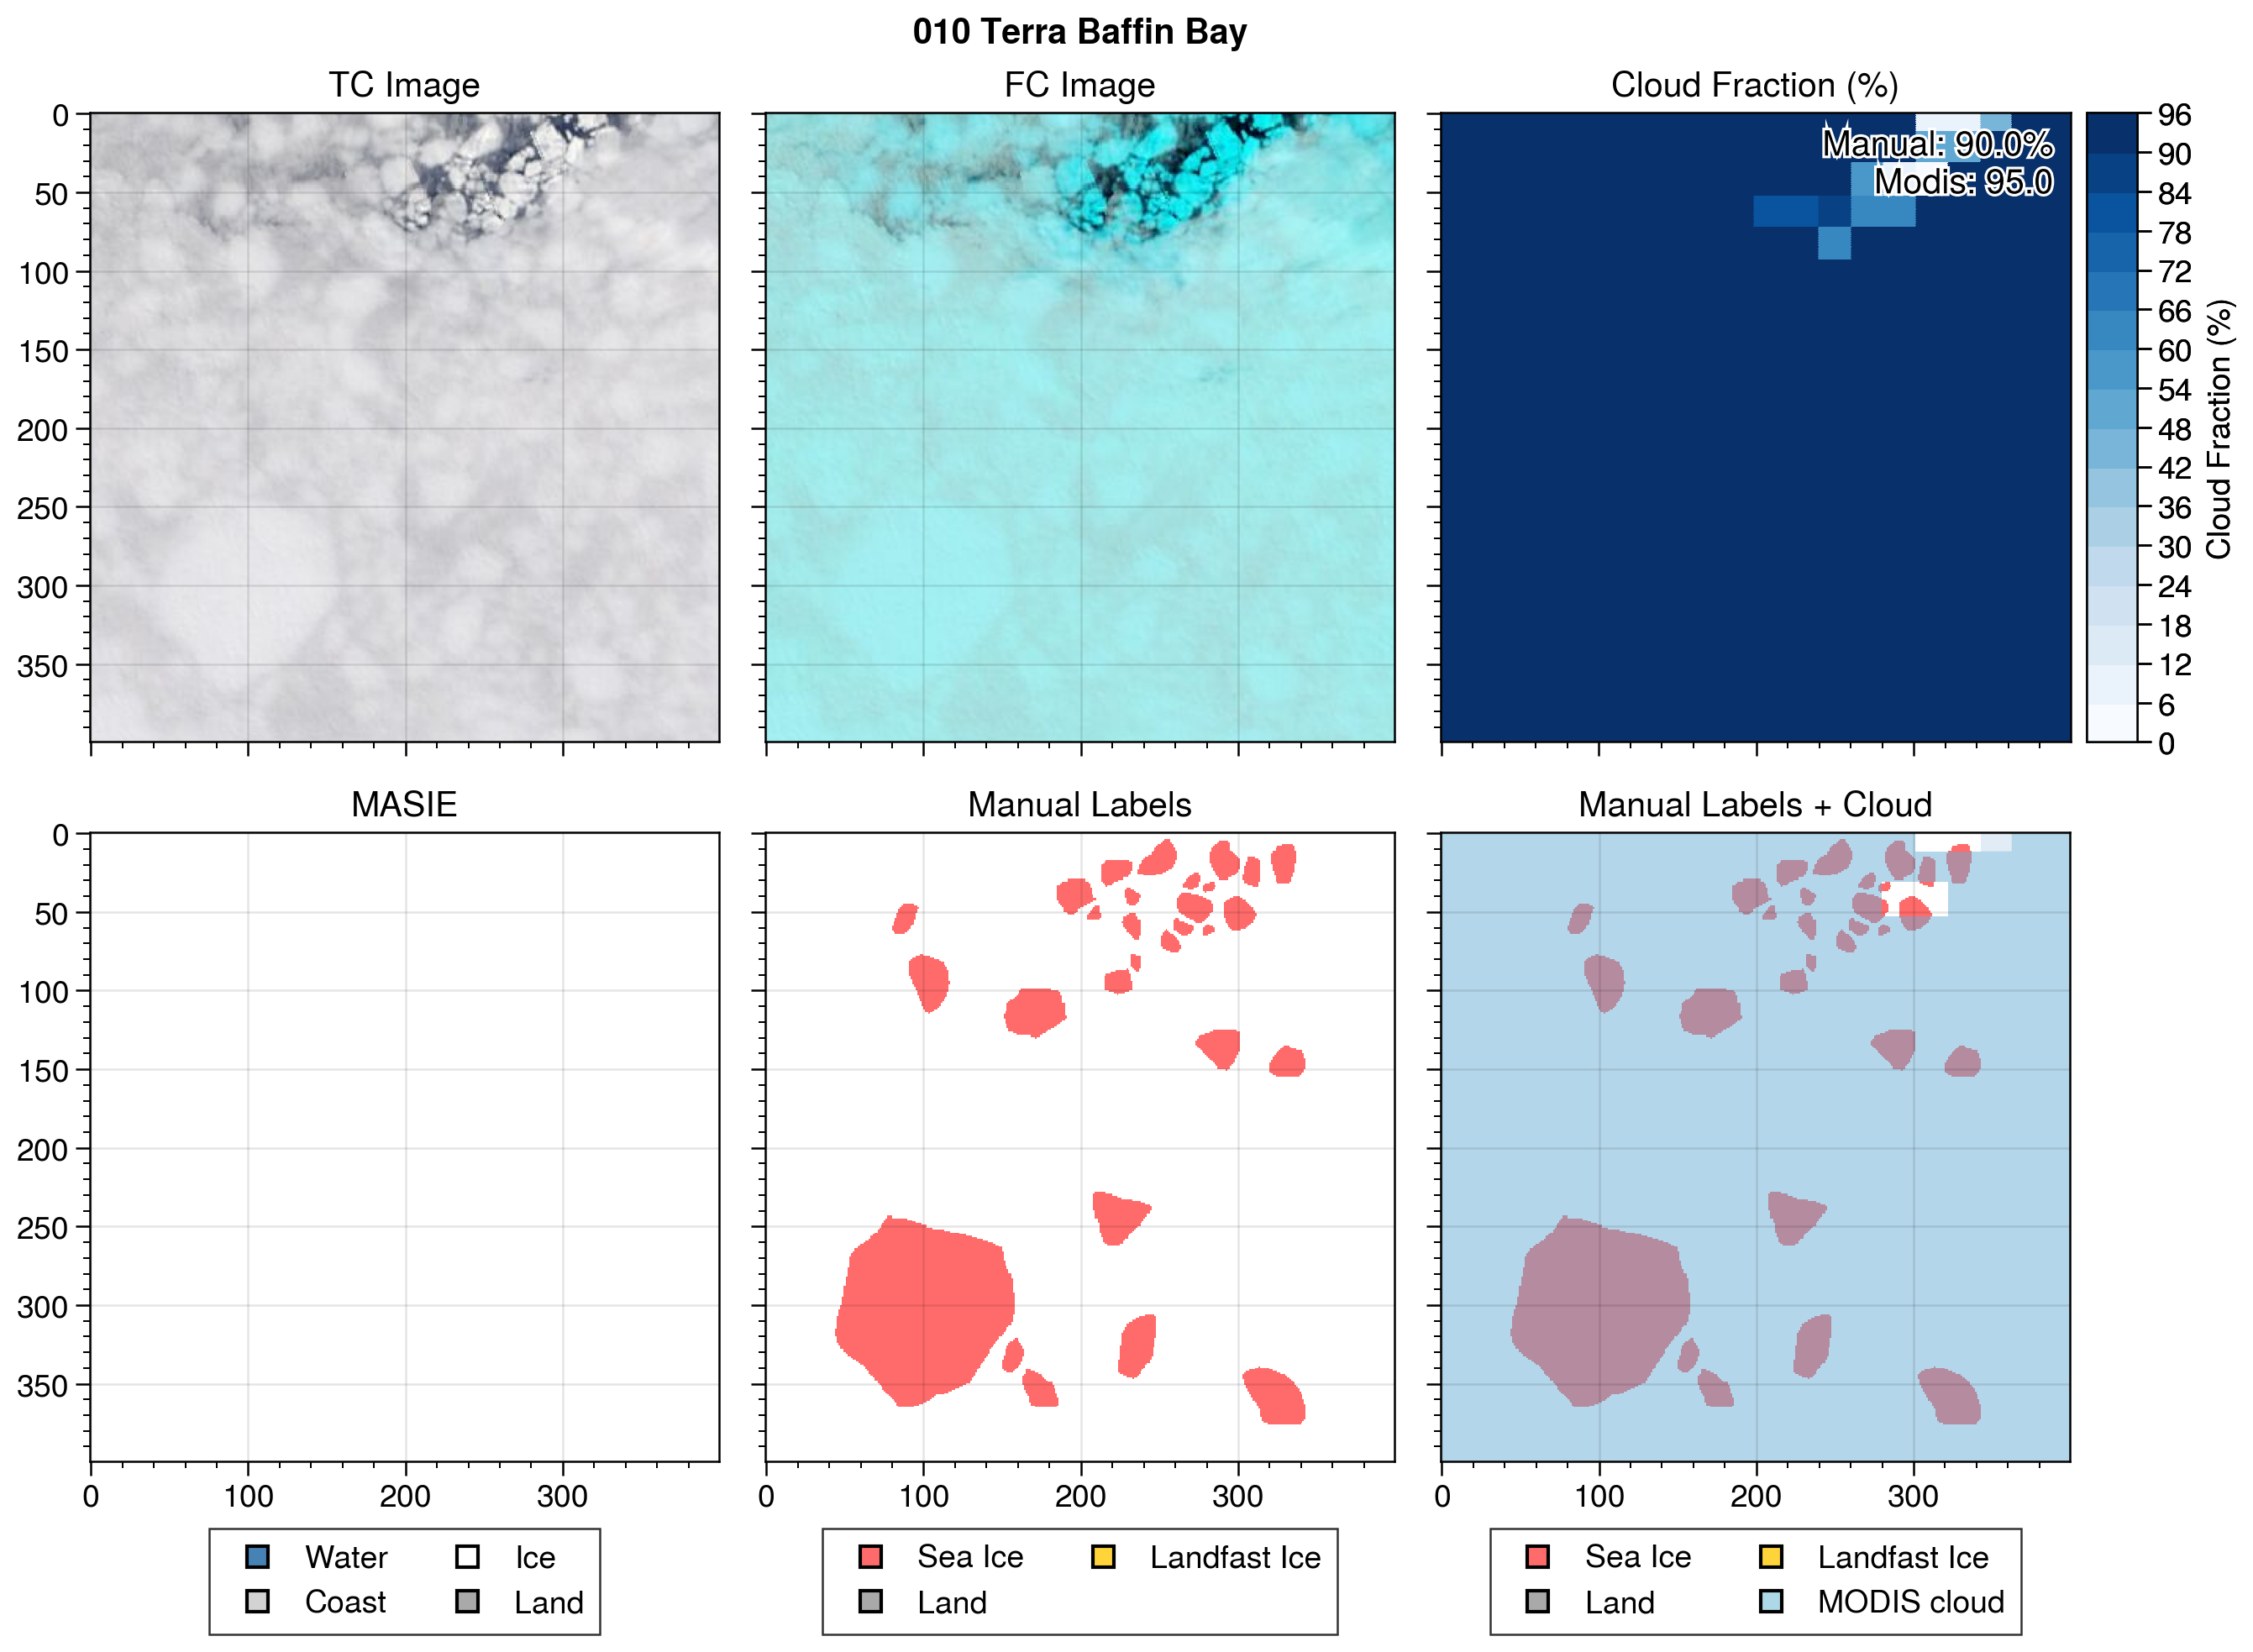 010 Terra Baffin Bay
TC Image
FC Image
Cloud Fraction (%)
0
50
100
150
200
250
300
350
Manual: 90.0%
Modis: 95.0
96
90
84
78
72
66
60
54
48
42
36
30
24
18
12
6
0
Cloud Fraction (%)
MASIE
Manual Labels
Manual Labels + Cloud
0
50
100
150
200
250
300
350
0 100 200 300
0 100 200 300
0 100 200 300
Water Ice
Coast Land
Sea Ice Landfast Ice
Land
Sea Ice Landfast Ice
Land MODIS cloud